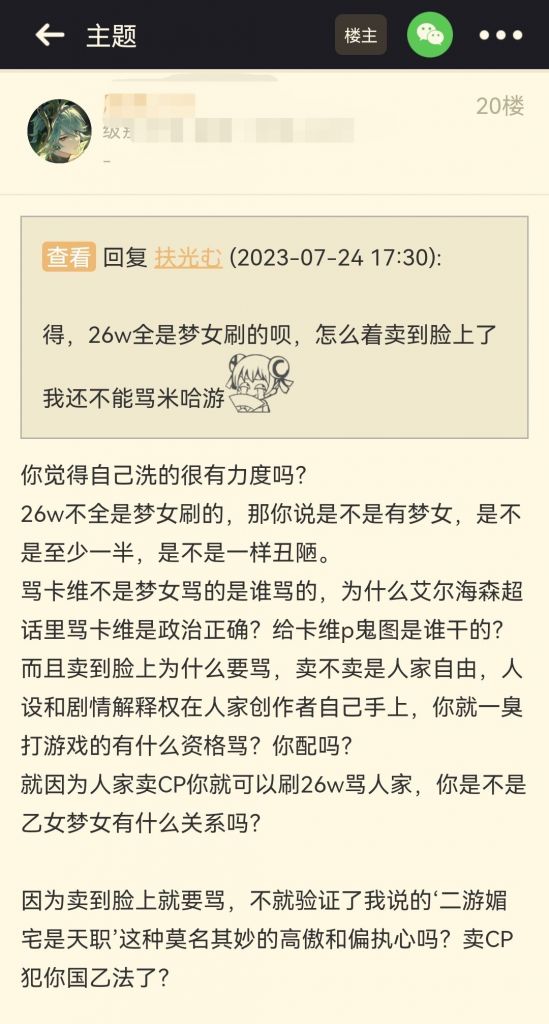 主题
楼主
20楼
级别
-
查看 回复 扶光む (2023-07-24 17:30):
得，26w全是梦女刷的呗，怎么着卖到脸上了
我还不能骂米哈游
你觉得自己洗的很有力度吗？
26w不全是梦女刷的，那你说是不是有梦女，是不
是至少一半，是不是一样丑陋。
骂卡维不是梦女骂的是谁骂的，为什么艾尔海森超
话里骂卡维是政治正确？给卡维p鬼图是谁干的？
而且卖到脸上为什么要骂，卖不卖是人家自由，人
设和剧情解释权在人家创作者自己手上，你就一臭
打游戏的有什么资格骂？你配吗？
就因为人家卖CP你就可以刷26w骂人家，你是不是
乙女梦女有什么关系吗？
因为卖到脸上就要骂，不就验证了我说的‘二游媚
宅是天职’这种莫名其妙的高傲和偏执心吗？卖CP
犯你国乙法了？